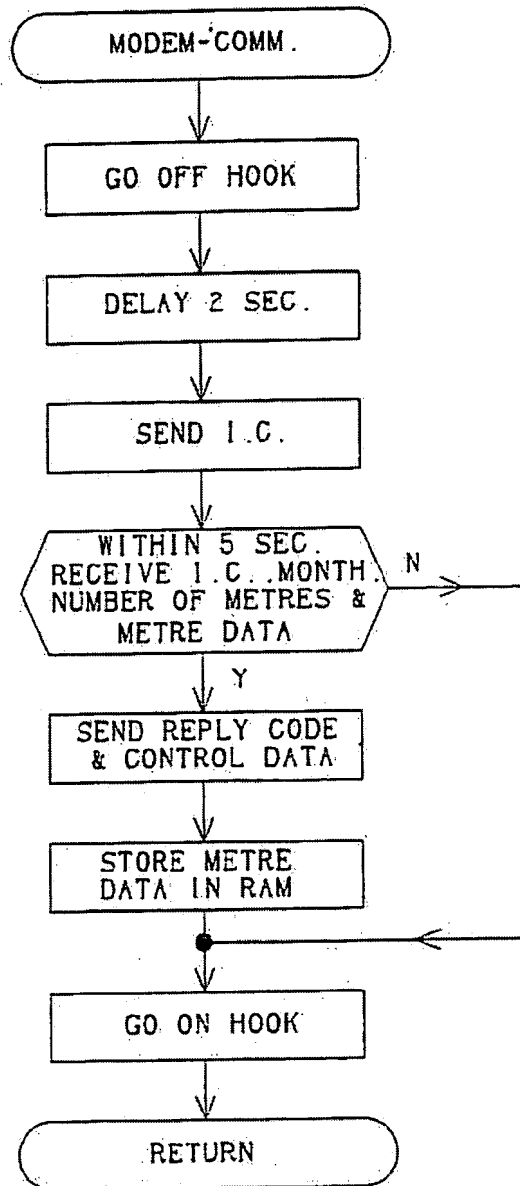 MODEM-COMM.
GO OFF HOOK
DELAY 2 SEC.
SEND I.C.
WITHIN 5 SEC.
RECEIVE I.C..MONTH.
N
NUMBER OF METRES &
METRE DATA
Y
SEND REPLY CODE
& CONTROL DATA
STORE METRE
DATA IN RAM
GO ON HOOK
RETURN